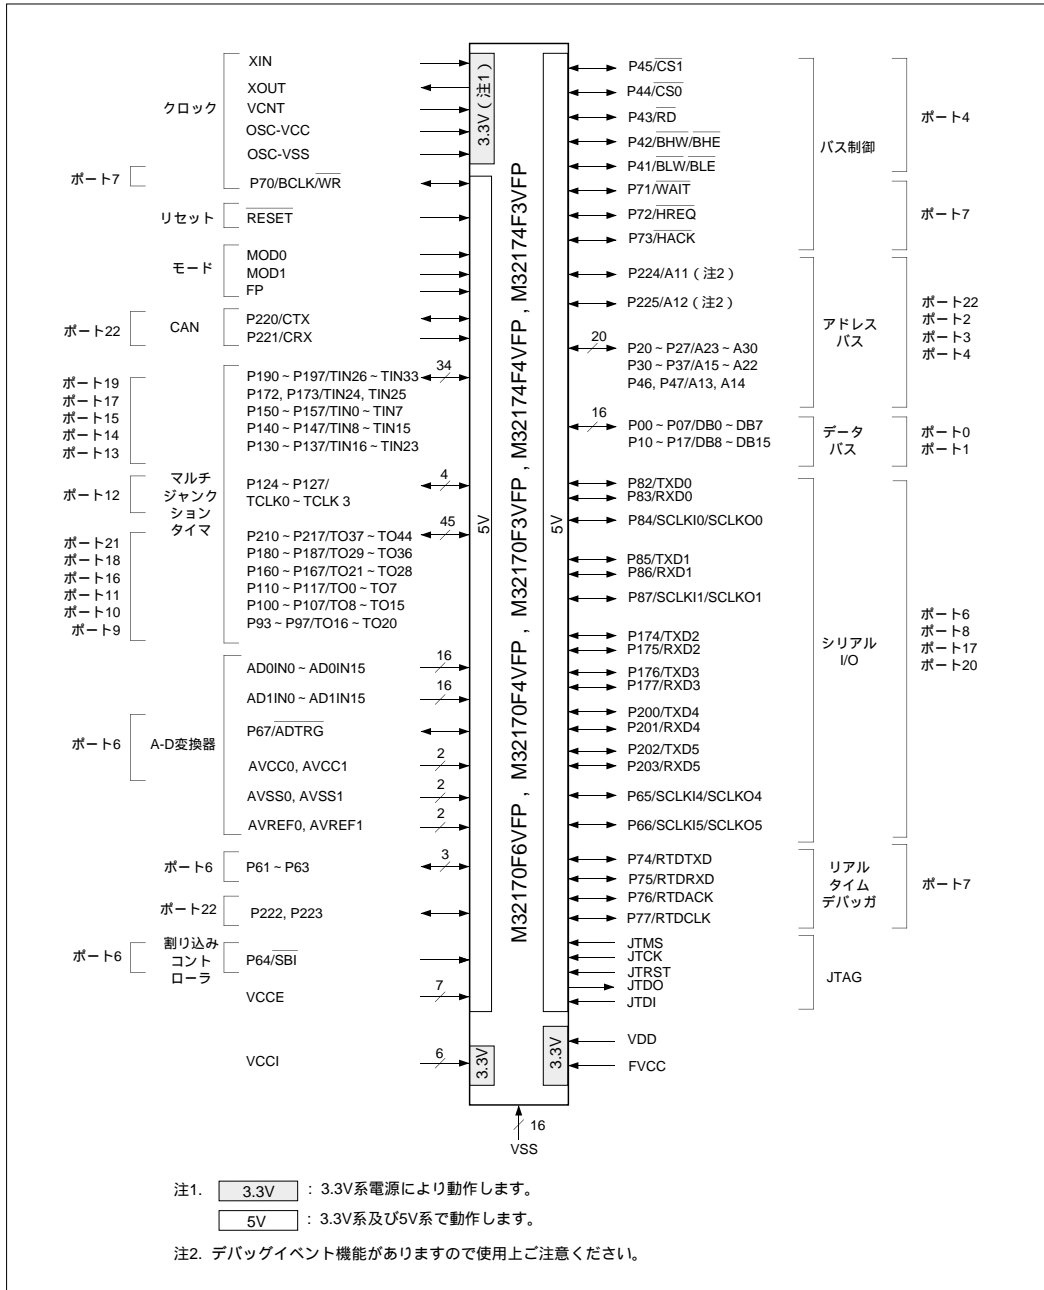 クロック
XIN
XOUT
VCNT
OSC-VCC
OSC-VSS
ポート7
P70/BCLK/WR
リセット
RESET
モード
MOD0
MOD1
FP
ポート22
CAN
P220/CTX
P221/CRX
ポート19
ポート17
ポート15
ポート14
ポート13
P190 ~ P197/TIN26 ~ TIN33
34
P172, P173/TIN24, TIN25
P150 ~ P157/TIN0 ~ TIN7
P140 ~ P147/TIN8 ~ TIN15
P130 ~ P137/TIN16 ~ TIN23
マルチ
ジャンク
ション
タイマ
ポート12
P124 ~ P127/
TCLK0 ~ TCLK 3
4
ポート21
ポート18
ポート16
ポート11
ポート10
ポート9
P210 ~ P217/TO37 ~ TO44
45
P180 ~ P187/TO29 ~ TO36
P160 ~ P167/TO21 ~ TO28
P110 ~ P117/TO0 ~ TO7
P100 ~ P107/TO8 ~ TO15
P93 ~ P97/TO16 ~ TO20
ポート6
A-D変換器
AD0IN0 ~ AD0IN15
16
AD1IN0 ~ AD1IN15
16
P67/ADTRG
AVCC0, AVCC1
2
AVSS0, AVSS1
2
AVREF0, AVREF1
2
ポート6
P61 ~ P63
3
ポート22
P222, P223
ポート6
割り込み
コント
ローラ
P64/SBI
VCCE
7
VCCI
6
3.3V(注1)
5V
3.3V
M32170F6VFP , M32170F4VFP , M32170F3VFP , M32174F4VFP , M32174F3VFP
5V
3.3V
16
VSS
P45/CS1
P44/CS0
P43/RD
P42/BHW/BHE
P41/BLW/BLE
P71/WAIT
P72/HREQ
P73/HACK
バス制御
ポート4
ポート7
P224/A11(注2)
P225/A12(注2)
20
P20 ~ P27/A23 ~ A30
P30 ~ P37/A15 ~ A22
P46, P47/A13, A14
アドレス
バス
ポート22
ポート2
ポート3
ポート4
16
P00 ~ P07/DB0 ~ DB7
P10 ~ P17/DB8 ~ DB15
データ
バス
ポート0
ポート1
P82/TXD0
P83/RXD0
P84/SCLKI0/SCLKO0
P85/TXD1
P86/RXD1
P87/SCLKI1/SCLKO1
P174/TXD2
P175/RXD2
P176/TXD3
P177/RXD3
P200/TXD4
P201/RXD4
P202/TXD5
P203/RXD5
P65/SCLKI4/SCLKO4
P66/SCLKI5/SCLKO5
シリアル
I/O
ポート6
ポート8
ポート17
ポート20
P74/RTDTXD
P75/RTDRXD
P76/RTDACK
P77/RTDCLK
リアル
タイム
デバッガ
ポート7
JTMS
JTCK
JTRST
JTDO
JTDI
JTAG
VDD
FVCC
注1. 3.3V : 3.3V系電源により動作します。
5V : 3.3V系及び5V系で動作します。
注2. デバッグイベント機能がありますので使用上ご注意ください。